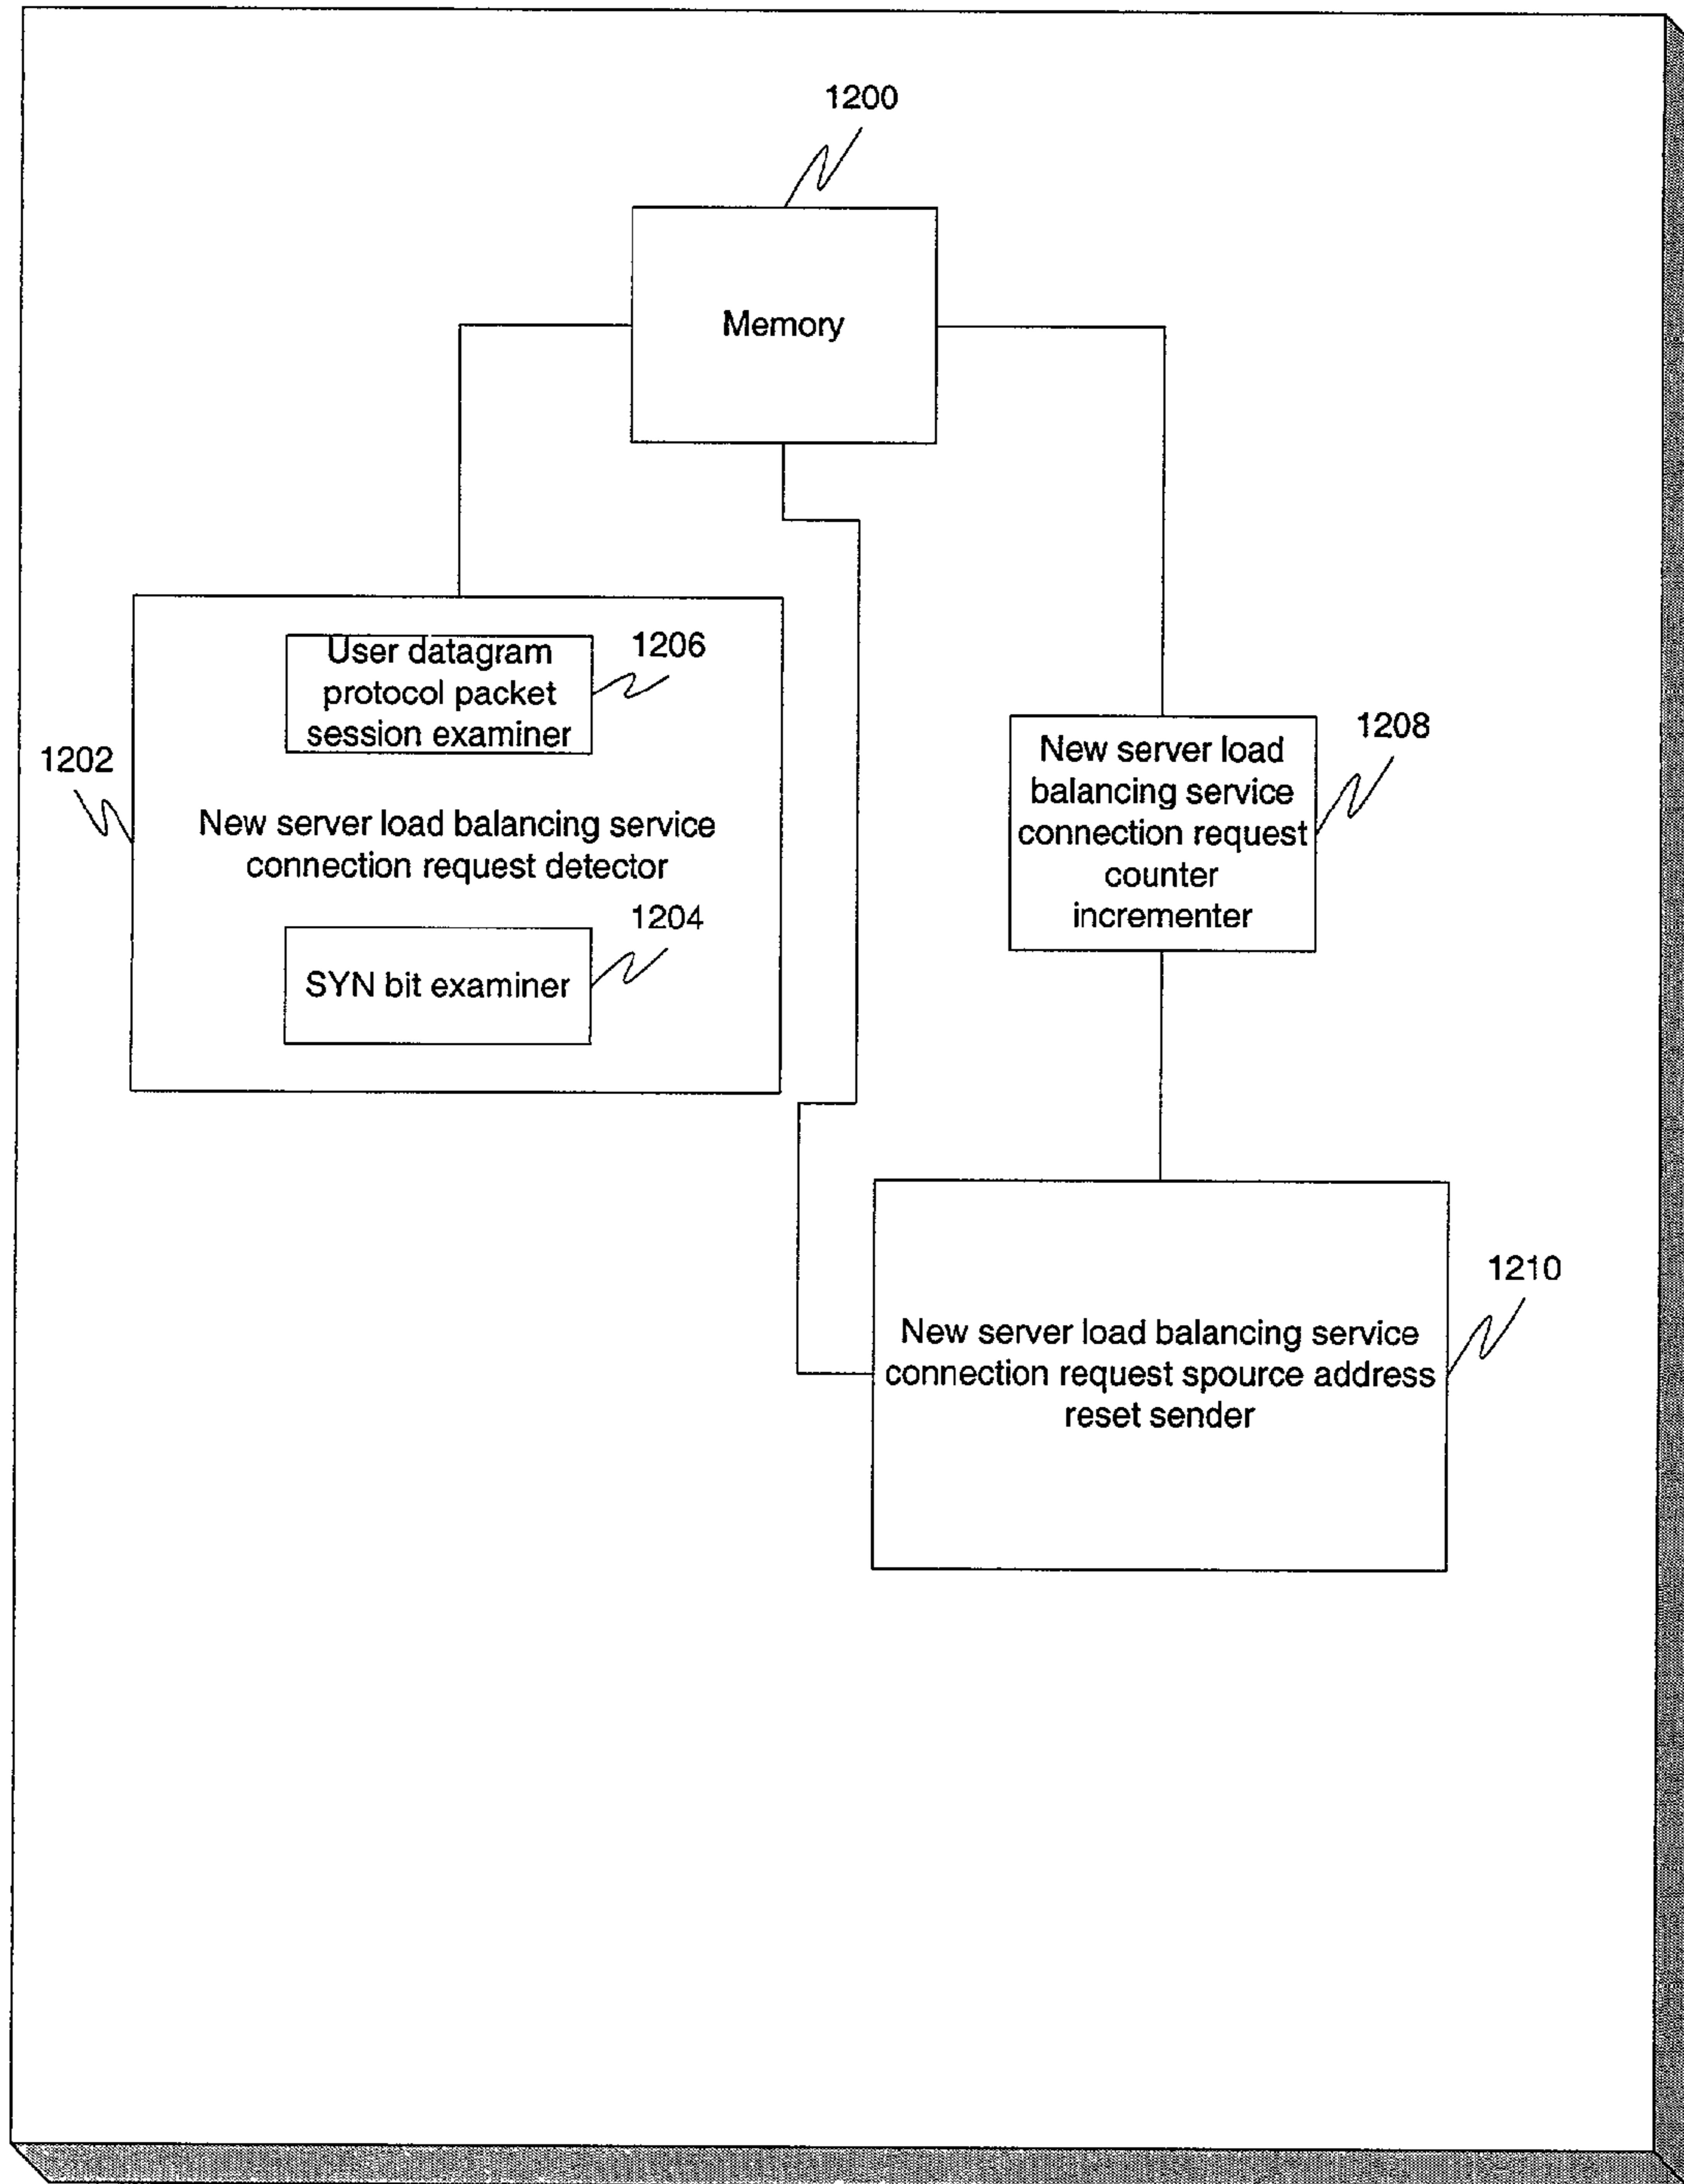 1200
Memory
User datagram
protocol packet
session examiner
1206
1202
New server load balancing service
connection request detector
1204
SYN bit examiner
New server load
balancing service
connection request
counter
incrementer
1208
1210
New server load balancing service
connection request spource address
reset sender